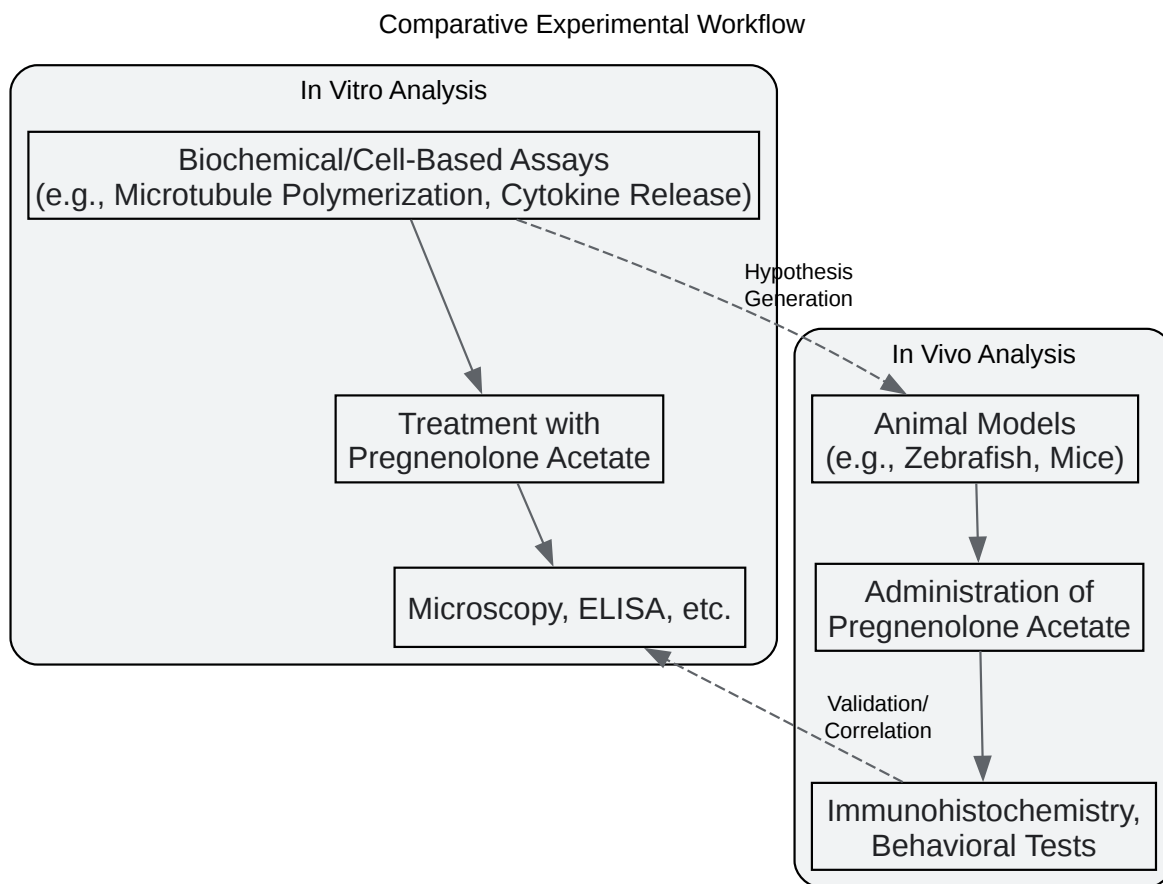 Comparative Experimental Workflow
In Vitro Analysis
Biochemical/Cell-Based Assays
(e.g., Microtubule Polymerization, Cytokine Release)
Hypothesis
Generation
In Vivo Analysis
Treatment with
Pregnenolone Acetate
Animal Models
(e.g., Zebrafish, Mice)
Microscopy, ELISA, etc.
Administration of
Pregnenolone Acetate
Validation/
Correlation
Immunohistochemistry,
Behavioral Tests